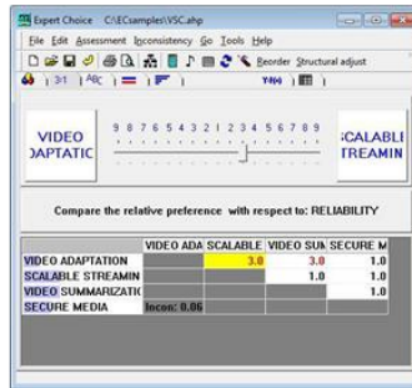 Expert Choice C:\ECsamples\VSC.ahp
File Edit Assessment Inconsistency Go Tools Help
Reorder Structural adjust
3:1 ABC
VIDEO
DAPTATIC
9 8 7 6 5 4 3 2 1 2 3 4 5 6 7 8 9
SCALABLI
TREAMIN
Compare the relative preference with respect to: RELIABILITY
VIDEO ADA SCALABLE VIDEO SUM SECURE M
VIDEO ADAPTATION 3.0 3.0 1.0
SCALABLE STREAMIN 1.0 1.0
VIDEO SUMMARIZATIC 1.0
SECURE MEDIA Incon: 0.06